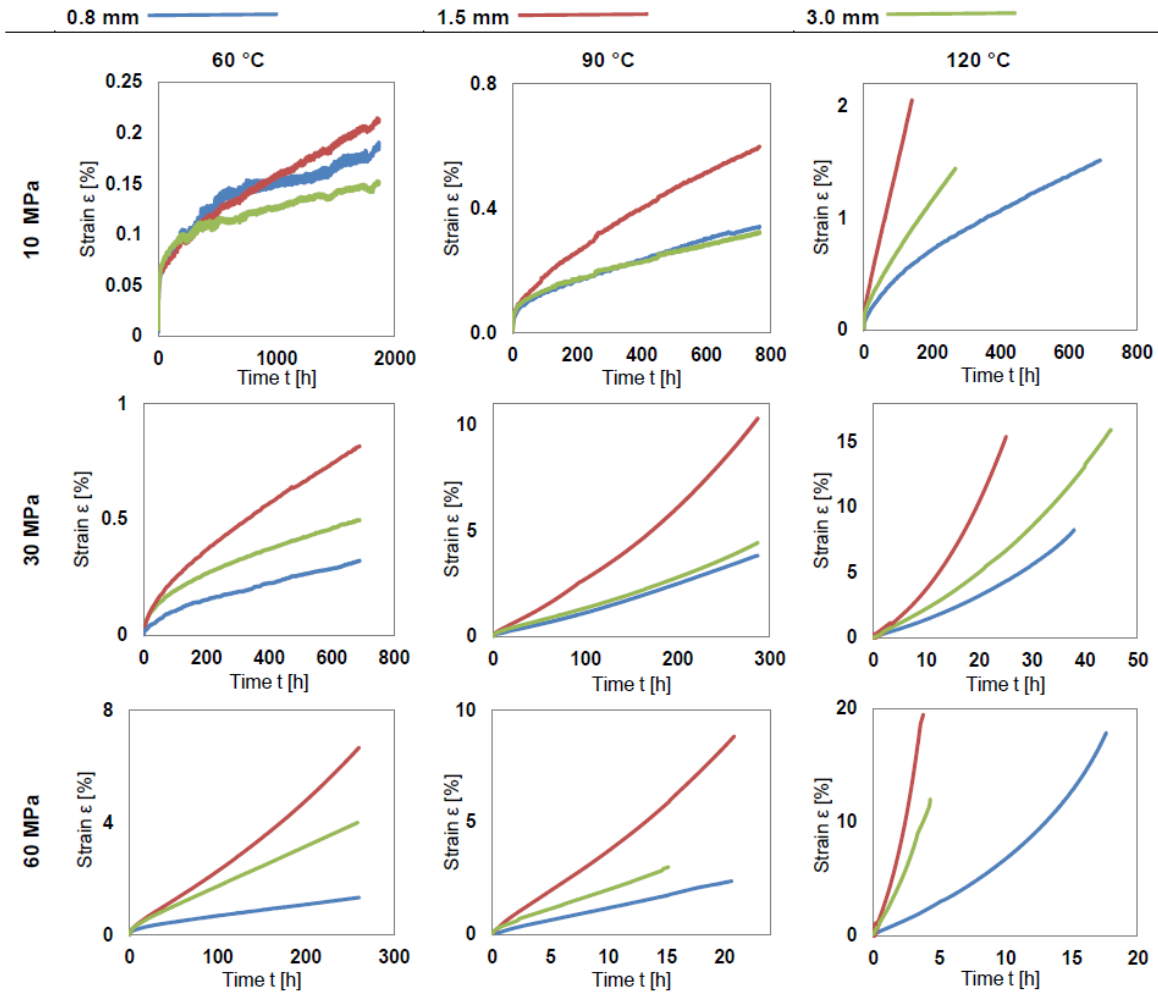 0.8 mm 1.5 mm 3.0 mm
60 °C 90 °C 120 °C
10 MPa
Strain ε [%]
0.25
0.2
0.15
0.1
0.05
0
0 1000 2000
Time t [h]
Strain ε [%]
0.8
0.4
0.0
0 200 400 600 800
Time t [h]
Strain ε [%]
2
1
0
0 200 400 600 800
Time t [h]
30 MPa
Strain ε [%]
1
0.5
0
0 200 400 600 800
Time t [h]
Strain ε [%]
10
5
0
0 100 200 300
Time t [h]
Strain ε [%]
15
10
5
0
0 10 20 30 40 50
Time t [h]
60 MPa
Strain ε [%]
8
4
0
0 100 200 300
Time t [h]
Strain ε [%]
10
5
0
0 5 10 15 20
Time t [h]
Strain ε [%]
20
10
0
0 5 10 15 20
Time t [h]